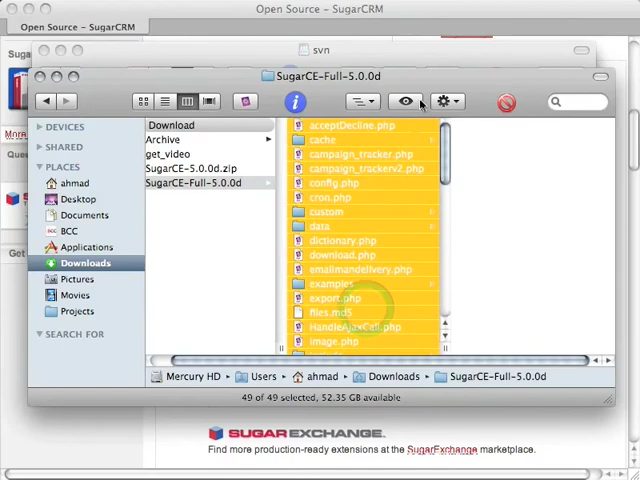 Open Source - SugarCRM
Open Source - SugarCRM
Suga
svn
SugarCE-Full-5.0.0d
More
Que
Get
DEVICES
SHARED
PLACES
ahmad
Desktop
Documents
BCC
Applications
Downloads
Pictures
Movies
Projects
SEARCH FOR
Download
Archive
get_video
SugarCE-5.0.0d.zip
SugarCE-Full-5.0.0d
acceptDecline.php
cache
campaign_tracker.php
campaign_trackerv2.php
config.php
cron.php
custom
data
dictionary.php
download.php
emailmandelivery.php
examples
export.php
files.md5
HandleAjaxCall.php
image.php
Mercury HD
Users
ahmad
Downloads
SugarCE-Full-5.0.0d
49 of 49 selected, 52.35 GB available
SUGAREXCHANGE
Find more production-ready extensions at the SugarExchange marketplace.